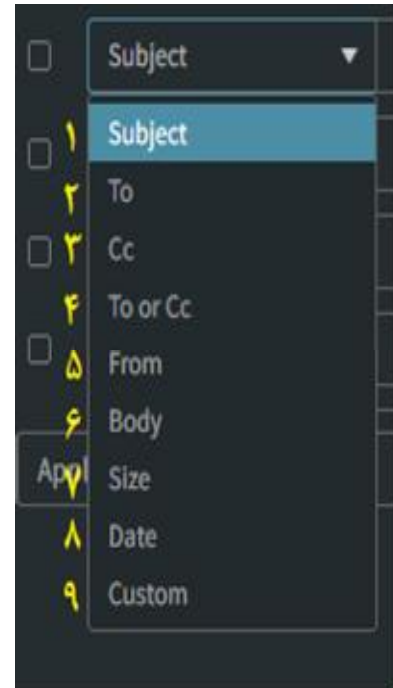 Subject ▼
۱ Subject
۲ To
۳ Cc
۴ To or Cc
۵ From
۶ Body
۷ Size
۸ Date
۹ Custom